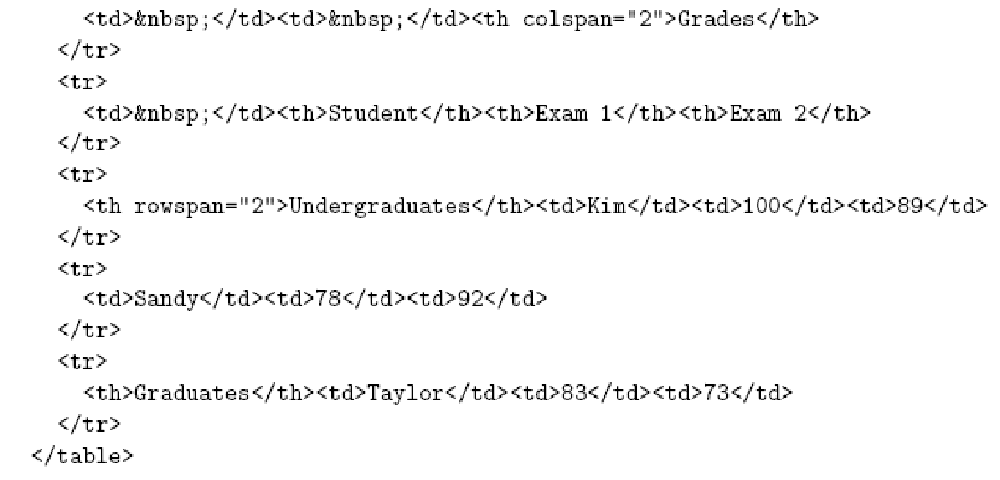 <td>&nbsp;</td><td>&nbsp;</td><th colspan="2">Grades</th>
</tr>
<tr>
<td>&nbsp;</td><th>Student</th><th>Exam 1</th><th>Exam 2</th>
</tr>
<tr>
<th rowspan="2">Undergraduates</th><td>Kim</td><td>100</td><td>89</td>
</tr>
<tr>
<td>Sandy</td><td>78</td><td>92</td>
</tr>
<tr>
<th>Graduates</th><td>Taylor</td><td>83</td><td>73</td>
</tr>
</table>